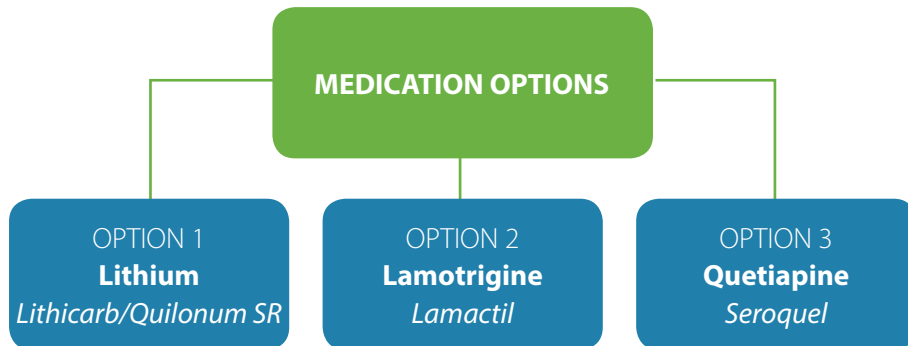 MEDICATION OPTIONS
OPTION 1
Lithium
Lithicarb/Quilonum SR
OPTION 2
Lamotrigine
Lamactil
OPTION 3
Quetiapine
Seroquel